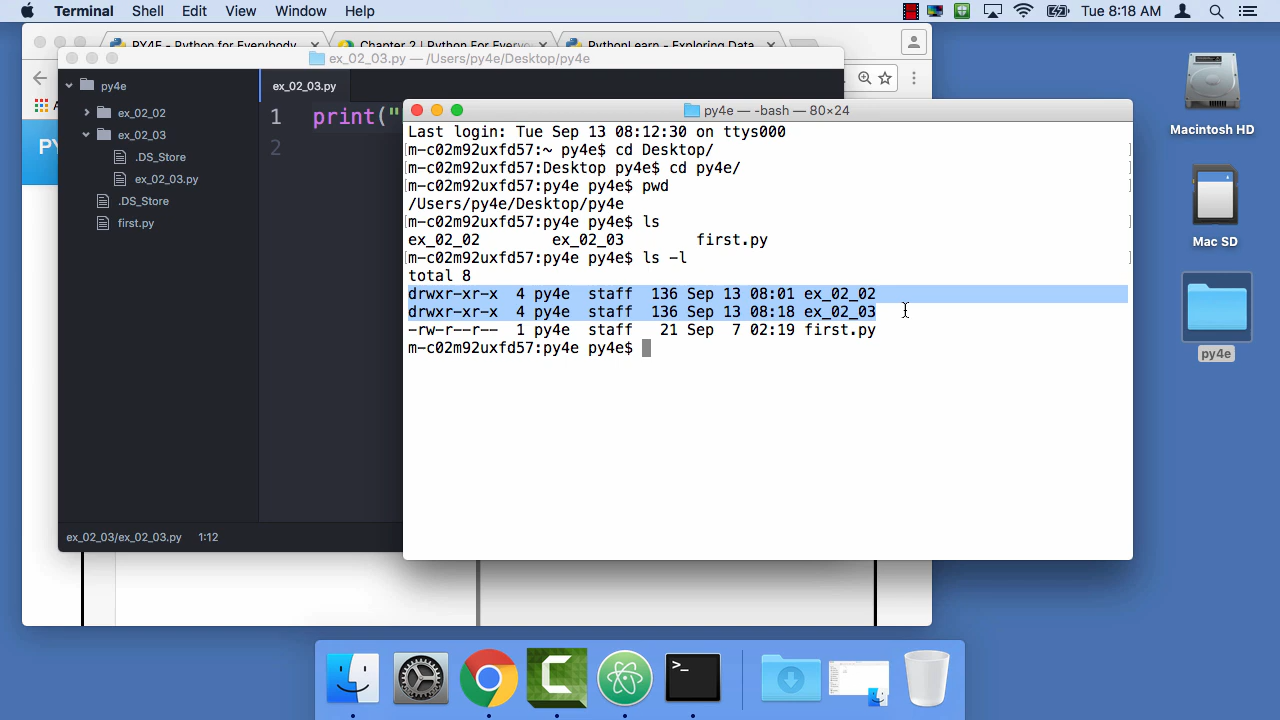 Terminal Shell Edit View Window Help Tue 8:18 AM
PY4E - Python for Everybody Chapter 2 | Python For Everyo PythonLearn - Exploring Data
ex_02_03.py — /Users/py4e/Desktop/py4e
py4e
ex_02_02
ex_02_03
.DS_Store
ex_02_03.py
.DS_Store
first.py
ex_02_03.py
1 print("
2
ex_02_03/ex_02_03.py 1:12
PY
py4e — -bash — 80×24
Last login: Tue Sep 13 08:12:30 on ttys000
[m-c02m92uxfd57:~ py4e$ cd Desktop/ ]
[m-c02m92uxfd57:Desktop py4e$ cd py4e/ ]
[m-c02m92uxfd57:py4e py4e$ pwd ]
/Users/py4e/Desktop/py4e
[m-c02m92uxfd57:py4e py4e$ ls ]
ex_02_02 ex_02_03 first.py
[m-c02m92uxfd57:py4e py4e$ ls -l ]
total 8
drwxr-xr-x 4 py4e staff 136 Sep 13 08:01 ex_02_02
drwxr-xr-x 4 py4e staff 136 Sep 13 08:18 ex_02_03
-rw-r--r-- 1 py4e staff 21 Sep 7 02:19 first.py
m-c02m92uxfd57:py4e py4e$
Macintosh HD
Mac SD
py4e
>_